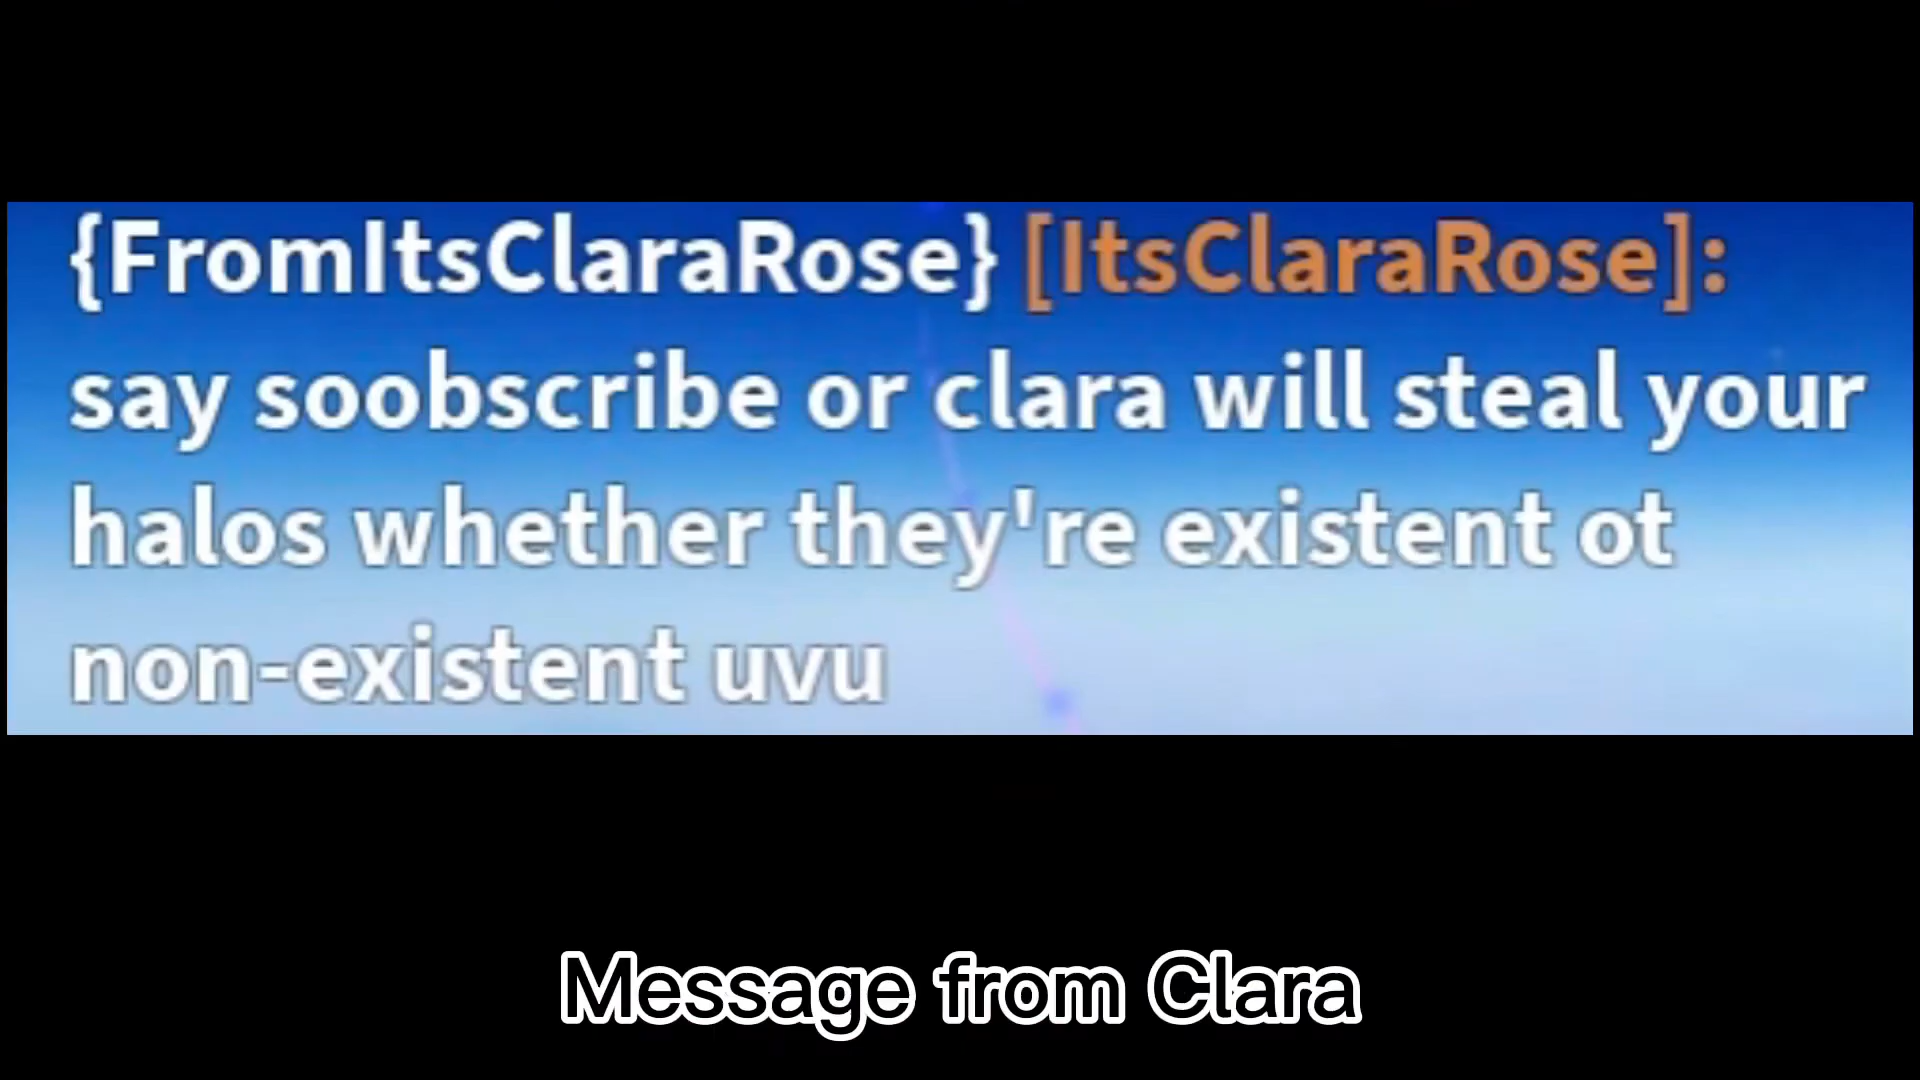 {FromItsClaraRose} [ItsClaraRose]:
say soobscribe or clara will steal your
halos whether they're existent ot
non-existent uvu
Message from Clara